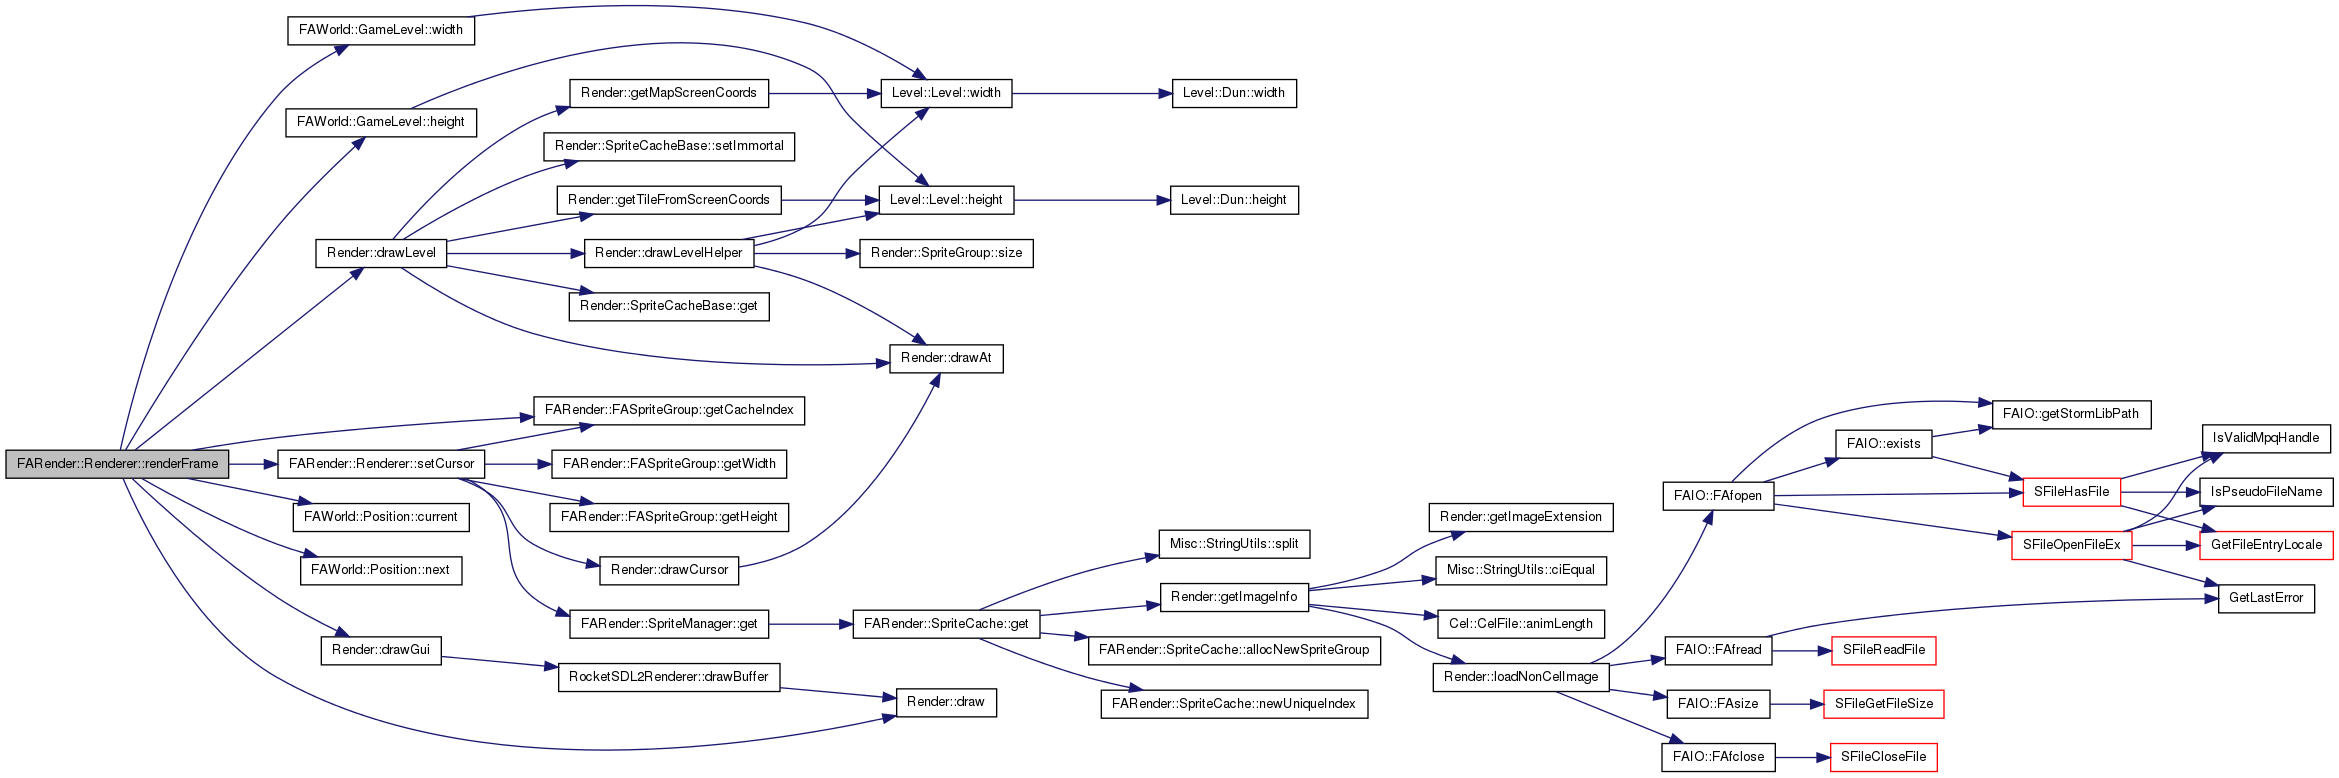 FARender::Renderer::renderFrame
FAWorld::GameLevel::width
FAWorld::GameLevel::height
Render::drawLevel
FARender::Renderer::setCursor
FAWorld::Position::current
FAWorld::Position::next
Render::drawGui
Render::getMapScreenCoords
Render::SpriteCacheBase::setImmortal
Render::getTileFromScreenCoords
Render::drawLevelHelper
Render::SpriteCacheBase::get
FARender::FASpriteGroup::getCacheIndex
FARender::FASpriteGroup::getWidth
FARender::FASpriteGroup::getHeight
Render::drawCursor
FARender::SpriteManager::get
RocketSDL2Renderer::drawBuffer
Level::Level::width
Level::Level::height
Render::SpriteGroup::size
Render::drawAt
FARender::SpriteCache::get
Render::draw
Level::Dun::width
Level::Dun::height
Misc::StringUtils::split
Render::getImageInfo
FARender::SpriteCache::allocNewSpriteGroup
FARender::SpriteCache::newUniqueIndex
Render::getImageExtension
Misc::StringUtils::ciEqual
Cel::CelFile::animLength
Render::loadNonCelImage
FAIO::FAfopen
FAIO::FAfread
FAIO::FAsize
FAIO::FAfclose
FAIO::exists
SFileReadFile
SFileGetFileSize
SFileCloseFile
FAIO::getStormLibPath
SFileHasFile
SFileOpenFileEx
IsValidMpqHandle
IsPseudoFileName
GetFileEntryLocale
GetLastError